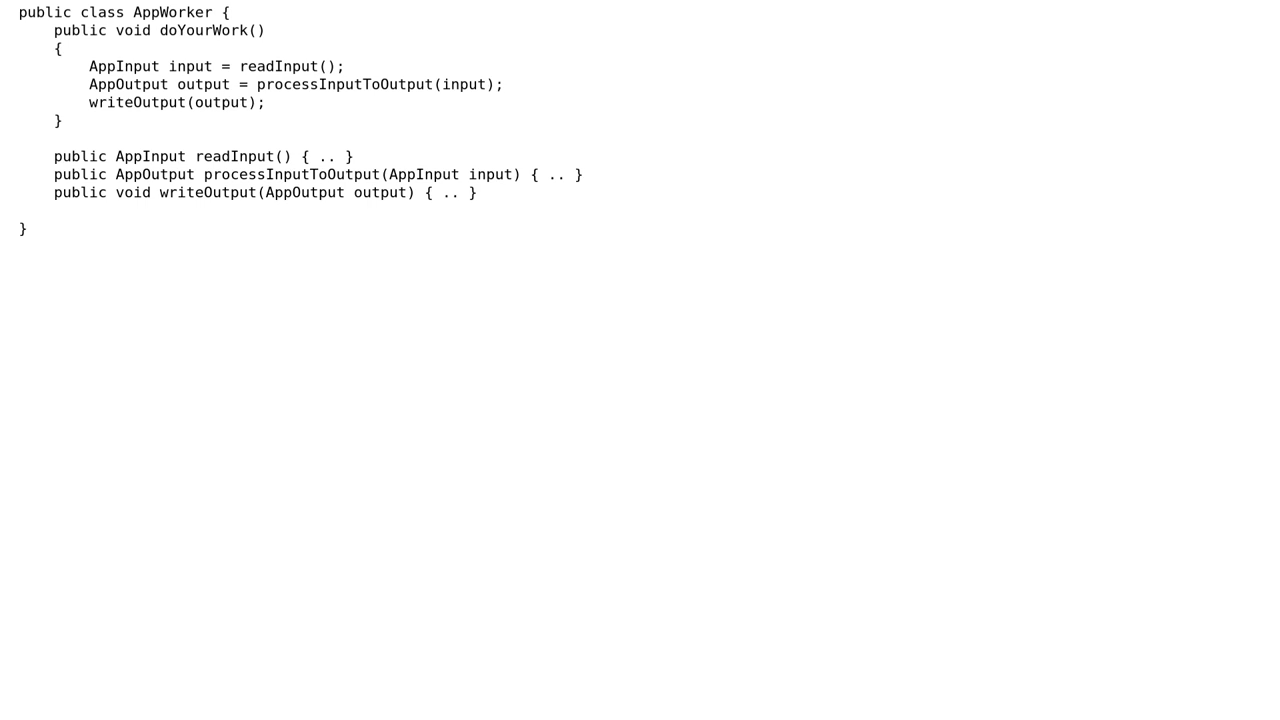 public class AppWorker {
    public void doYourWork()
    {
        AppInput input = readInput();
        AppOutput output = processInputToOutput(input);
        writeOutput(output);
    }

    public AppInput readInput() { .. }
    public AppOutput processInputToOutput(AppInput input) { .. }
    public void writeOutput(AppOutput output) { .. }

}